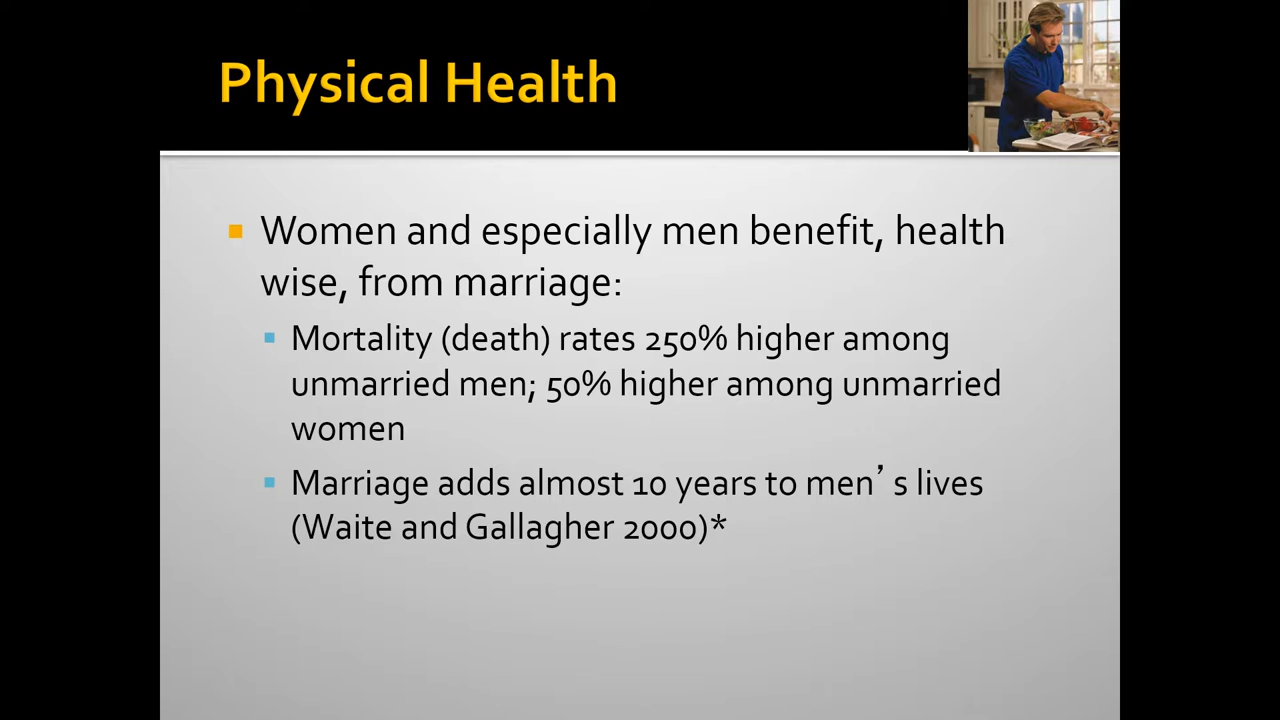 Physical Health
Women and especially men benefit, health
wise, from marriage:
Mortality (death) rates 250% higher among
unmarried men; 50% higher among unmarried
women
Marriage adds almost 10 years to men’s lives
(Waite and Gallagher 2000)*